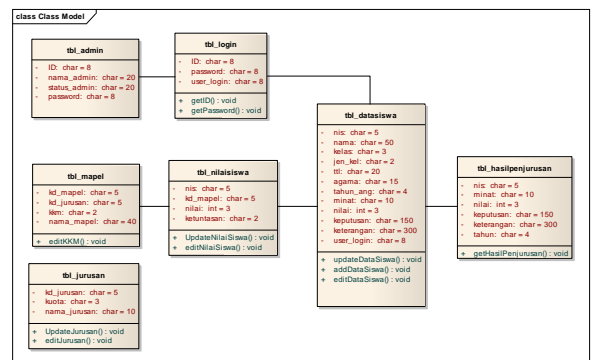 class Class Model
tbl_admin
- ID: char = 8
- nama_admin: char = 20
- status_admin: char = 20
- password: char = 8
tbl_login
- ID: char = 8
- password: char = 8
- user_login: char = 8
+ getID() : void
+ getPassword() : void
tbl_datasiswa
- nis: char = 5
- nama: char = 50
- kelas: char = 3
- jen_kel: char = 2
- ttl: char = 20
- agama: char = 15
- tahun_ang: char = 4
- minat: char = 10
- nilai: int = 3
- keputusan: char = 150
- keterangan: char = 300
- user_login: char = 8
+ updateDataSiswa() : void
+ addDataSiswa() : void
+ editDataSiswa() : void
tbl_hasilpenjurusan
- nis: char = 5
- minat: char = 10
- nilai: int = 3
- keputusan: char = 150
- keterangan: char = 300
- tahun: char = 4
+ getHasilPenjurusan() : void
tbl_mapel
- kd_mapel: char = 5
- kd_jurusan: char = 5
- kkm: char = 2
- nama_mapel: char = 40
+ editKKM() : void
tbl_nilaisiswa
- nis: char = 5
- kd_mapel: char = 5
- nilai: int = 3
- ketuntasan: char = 2
+ UpdateNilaiSiswa() : void
+ editNilaiSiswa() : void
tbl_jurusan
- kd_jurusan: char = 5
- kuota: char = 3
- nama_jurusan: char = 10
+ UpdateJurusan() : void
+ editJurusan() : void